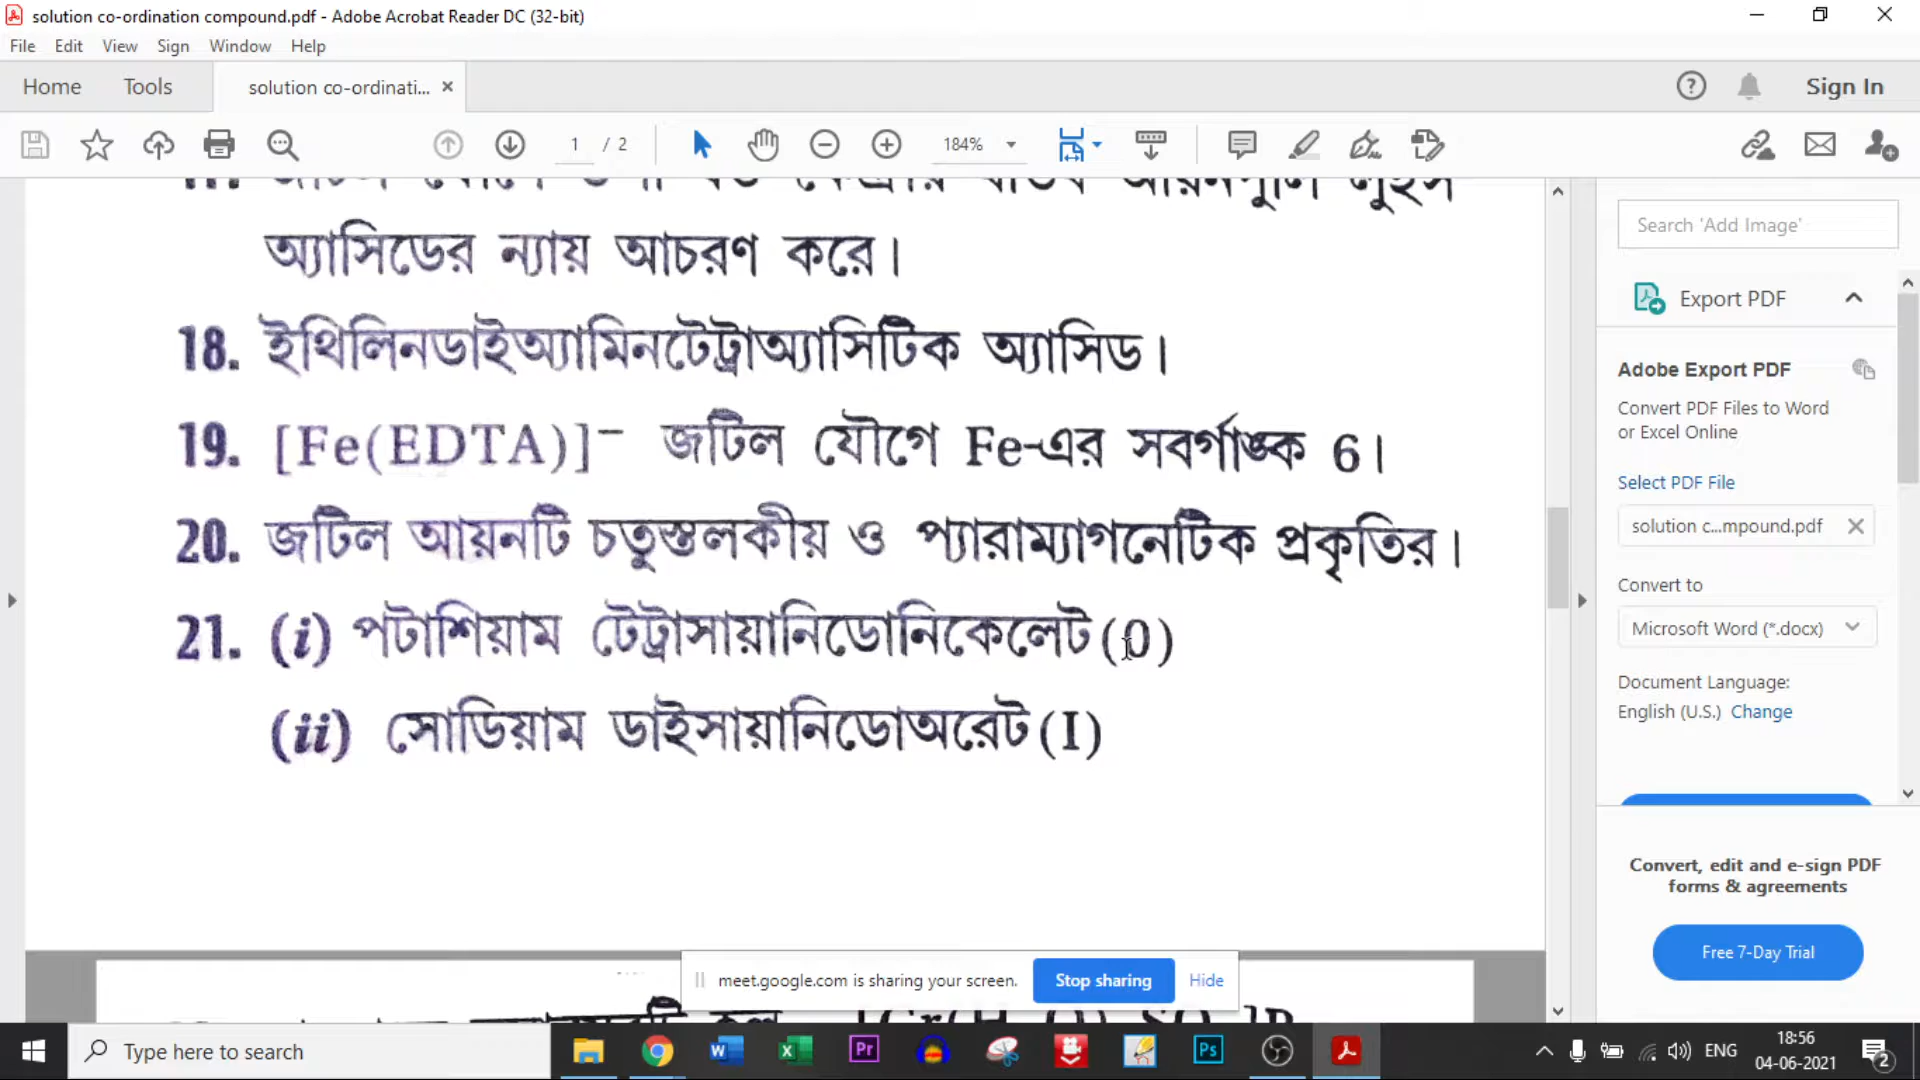 solution co-ordination compound.pdf - Adobe Acrobat Reader DC (32-bit)
File Edit View Sign Window Help
Home Tools solution co-ordinati... Sign In
1 / 2 184%
অ্যাসিডের ন্যায় আচরণ করে।
18. ইথিলিনডাইঅ্যামিনটেট্রাঅ্যাসিটিক অ্যাসিড।
19. [Fe(EDTA)]⁻ জটিল যৌগে Fe-এর সবর্গাঙ্ক 6।
20. জটিল আয়নটি চতুস্তলকীয় ও প্যারাম্যাগনেটিক প্রকৃতির।
21. (i) পটাশিয়াম টেট্রাসায়ানিডোনিকেলেট(0)
(ii) সোডিয়াম ডাইসায়ানিডোঅরেট(I)
Search 'Add Image'
Export PDF
Adobe Export PDF
Convert PDF Files to Word
or Excel Online
Select PDF File
solution c...mpound.pdf
Convert to
Microsoft Word (*.docx)
Document Language:
English (U.S.) Change
Convert, edit and e-sign PDF
forms & agreements
Free 7-Day Trial
meet.google.com is sharing your screen. Stop sharing Hide
Type here to search
ENG
18:56
04-06-2021
2